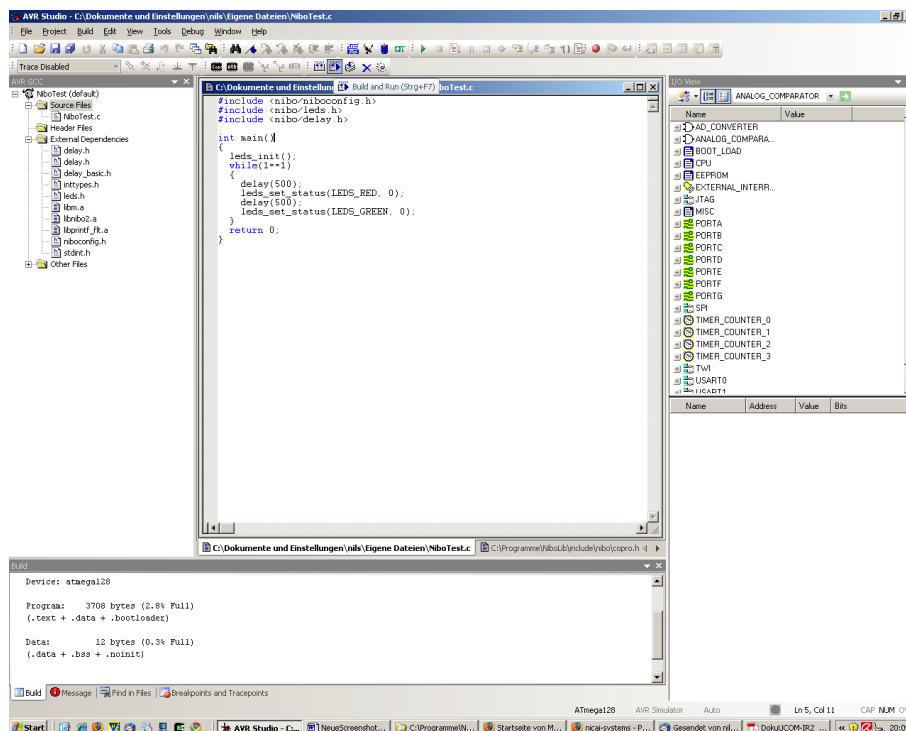 AVR Studio - C:\Dokumente und Einstellungen\nils\Eigene Dateien\NiboTest.c
File Project Build Edit View Tools Debug Window Help
Trace Disabled
AVR GCC
NiboTest (default)
Source Files
NiboTest.c
Header Files
External Dependencies
delay.h
delay.h
delay_basic.h
inttypes.h
leds.h
libm.a
libnibo2.a
libprintf_flt.a
niboconfig.h
stdint.h
Other Files
C:\Dokumente und Einstellun
Build and Run (Strg+F7)
boTest.c
#include <nibo/niboconfig.h>
#include <nibo/leds.h>
#include <nibo/delay.h>
int main()
{
leds_init();
while(1==1)
{
delay(500);
leds_set_status(LEDS_RED, 0);
delay(500);
leds_set_status(LEDS_GREEN, 0);
}
return 0;
}
C:\Dokumente und Einstellungen\nils\Eigene Dateien\NiboTest.c
C:\Programme\NiboLib\include\nibo\copro.h
I/O View
ANALOG_COMPARATOR
Name Value
AD_CONVERTER
ANALOG_COMPARA...
BOOT_LOAD
CPU
EEPROM
EXTERNAL_INTERR...
JTAG
MISC
PORTA
PORTB
PORTC
PORTD
PORTE
PORTF
PORTG
SPI
TIMER_COUNTER_0
TIMER_COUNTER_1
TIMER_COUNTER_2
TIMER_COUNTER_3
TWI
USART0
USART1
Name Address Value Bits
Build
Device: atmega128
Program: 3708 bytes (2.8% Full)
(.text + .data + .bootloader)
Data: 12 bytes (0.3% Full)
(.data + .bss + .noinit)
Build Message Find in Files Breakpoints and Tracepoints
ATmega128 AVR Simulator Auto Ln 5, Col 11 CAP NUM
Start AVR Studio - C:... NeueScreenshot... C:\Programme\N... Startseite von M... nicai-systems - P... Gesendet von nil... DokuUCOM-IR2 ...